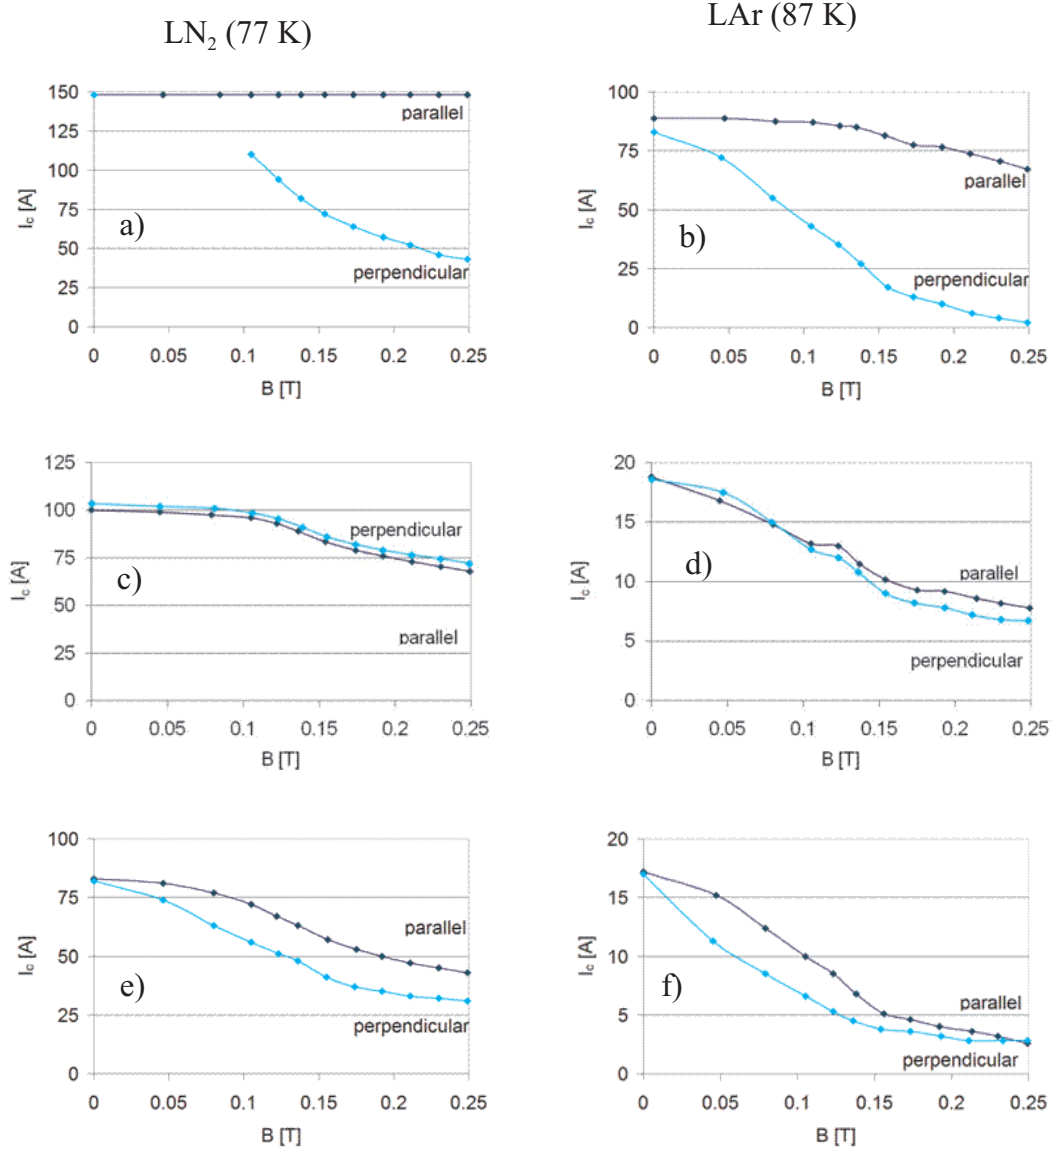 LN₂ (77 K)
LAr (87 K)
150
125
100
75
50
25
0
I_c [A]
a)
parallel
perpendicular
0 0.05 0.1 0.15 0.2 0.25
B [T]
100
75
50
25
0
I_c [A]
b)
parallel
perpendicular
0 0.05 0.1 0.15 0.2 0.25
B [T]
125
100
75
50
25
0
I_c [A]
c)
perpendicular
parallel
0 0.05 0.1 0.15 0.2 0.25
B [T]
20
15
10
5
0
I_c [A]
d)
parallel
perpendicular
0 0.05 0.1 0.15 0.2 0.25
B [T]
100
75
50
25
0
I_c [A]
e)
parallel
perpendicular
0 0.05 0.1 0.15 0.2 0.25
B [T]
20
15
10
5
0
I_c [A]
f)
parallel
perpendicular
0 0.05 0.1 0.15 0.2 0.25
B [T]